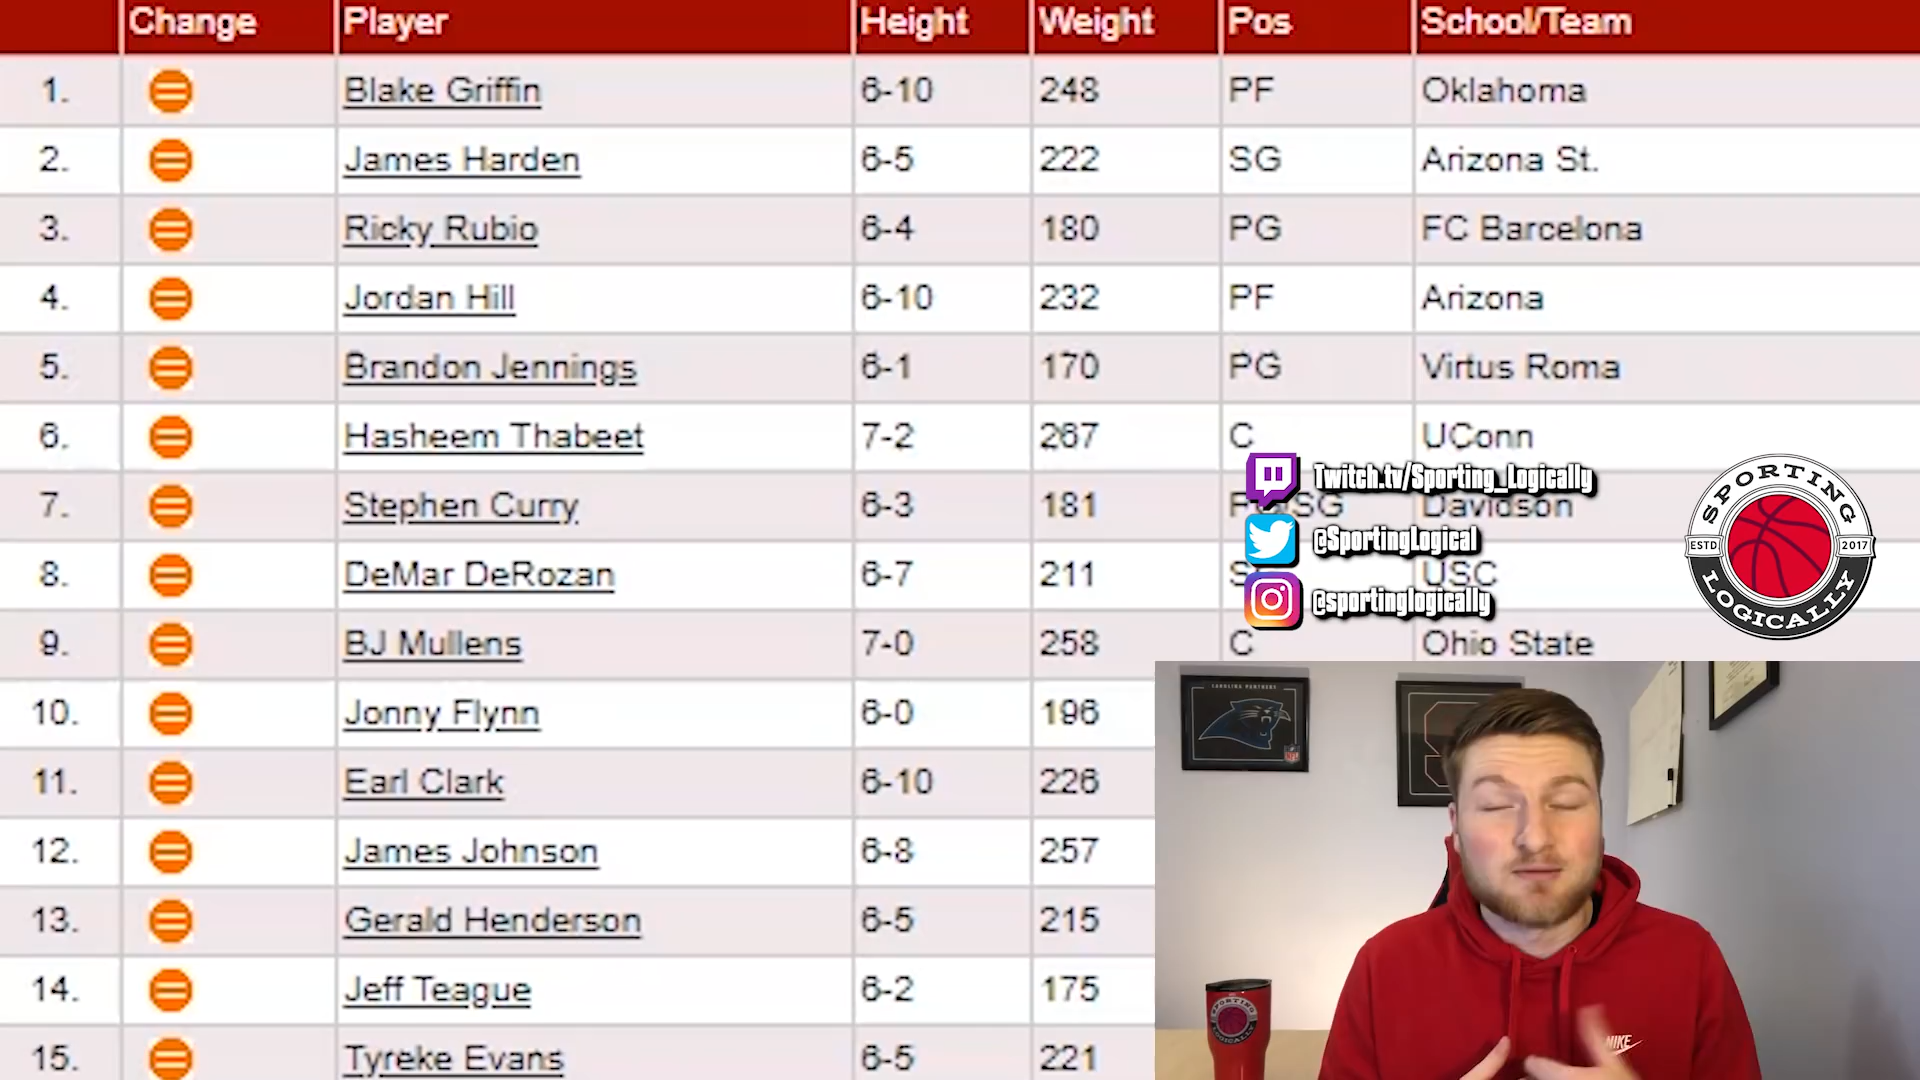 Change Player Height Weight Pos School/Team
1. Blake Griffin 6-10 248 PF Oklahoma
2. James Harden 6-5 222 SG Arizona St.
3. Ricky Rubio 6-4 180 PG FC Barcelona
4. Jordan Hill 6-10 232 PF Arizona
5. Brandon Jennings 6-1 170 PG Virtus Roma
6. Hasheem Thabeet 7-2 267 C UConn
Twitch.tv/Sporting_Logically
7. Stephen Curry 6-3 181 SG Davidson
@SportingLogical
8. DeMar DeRozan 6-7 211 USC
@sportinglogically
SPORTING
ESTD 2017
LOGICALLY
9. BJ Mullens 7-0 258 C Ohio State
10. Jonny Flynn 6-0 196
11. Earl Clark 6-10 226
12. James Johnson 6-8 257
13. Gerald Henderson 6-5 215
14. Jeff Teague 6-2 175
15. Tyreke Evans 6-5 221
CAROLINA PANTHERS
NFL
SPORTING
LOGICALLY
NIKE